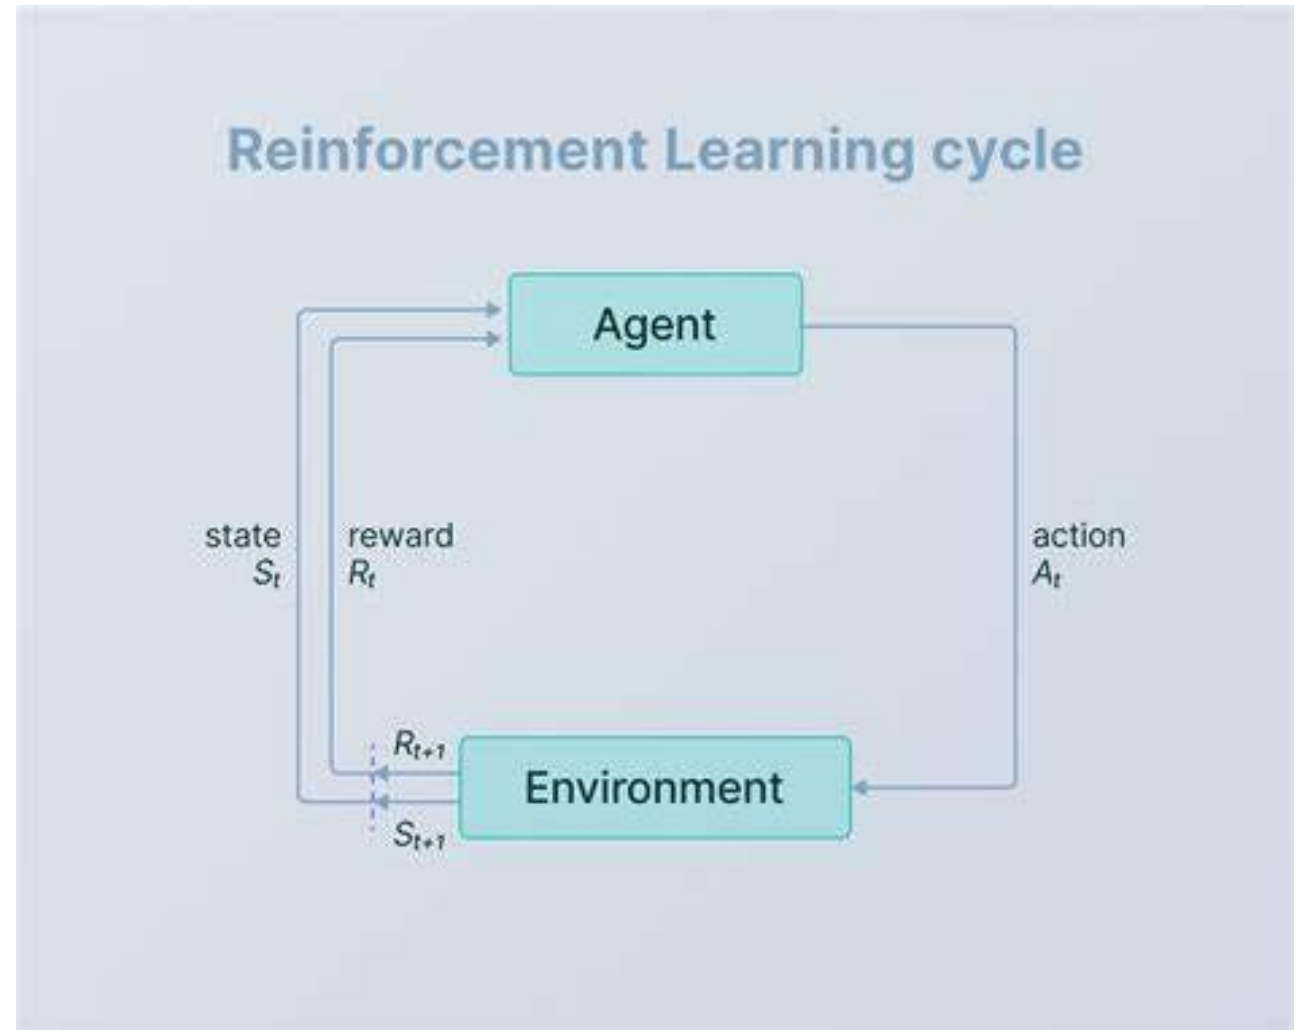 Reinforcement Learning cycle
Agent
state
Sₜ
reward
Rₜ
action
Aₜ
Rₜ₊₁
Environment
Sₜ₊₁